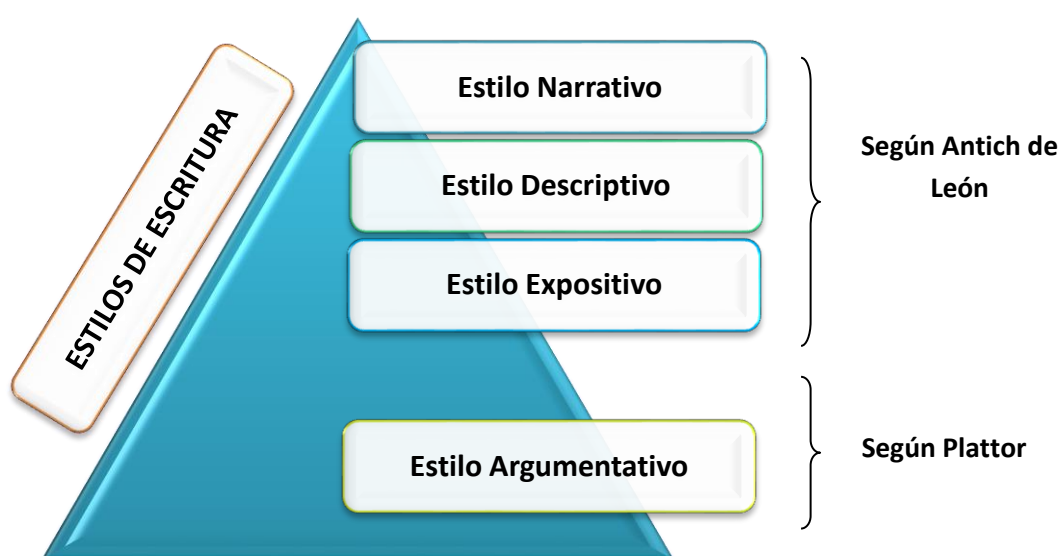 ESTILOS DE ESCRITURA
Estilo Narrativo
Estilo Descriptivo
Estilo Expositivo
Según Antich de
León
Estilo Argumentativo
Según Plattor